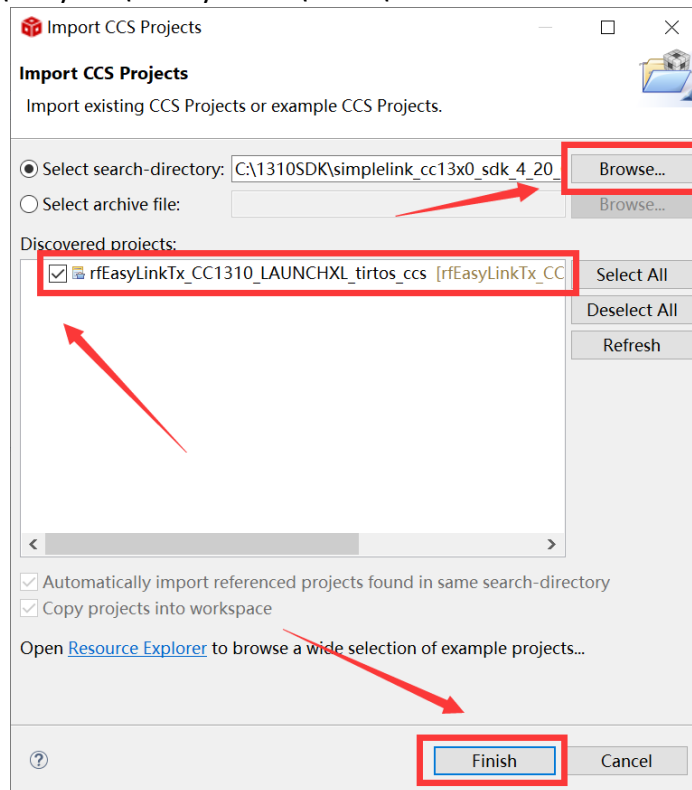 Import CCS Projects
Import CCS Projects
Import existing CCS Projects or example CCS Projects.
Select search-directory: C:\1310SDK\simplelink_cc13x0_sdk_4_20_ Browse...
Select archive file: Browse...
Discovered projects:
rfEasyLinkTx_CC1310_LAUNCHXL_tirtos_ccs [rfEasyLinkTx_CC Select All
Deselect All
Refresh
Automatically import referenced projects found in same search-directory
Copy projects into workspace
Open Resource Explorer to browse a wide selection of example projects...
Finish Cancel